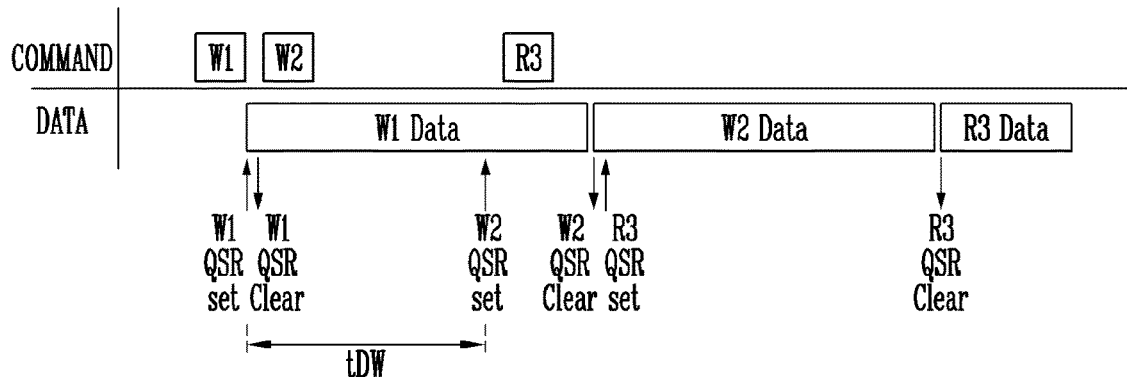 COMMAND W1 W2 R3
DATA W1 Data W2 Data R3 Data
W1 W1 W2 W2 R3 R3
QSR QSR QSR QSR QSR QSR
set Clear set Clear set Clear
tDW